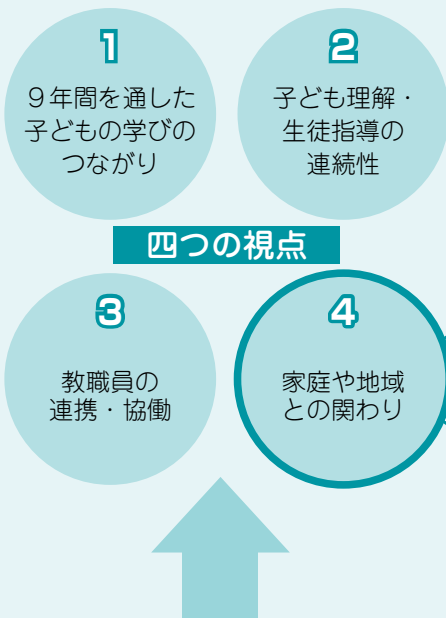 1
9年間を通した
子どもの学びの
つながり
2
子ども理解・
生徒指導の
連続性
四つの視点
3
教職員の
連携・協働
4
家庭や地域
との関わり